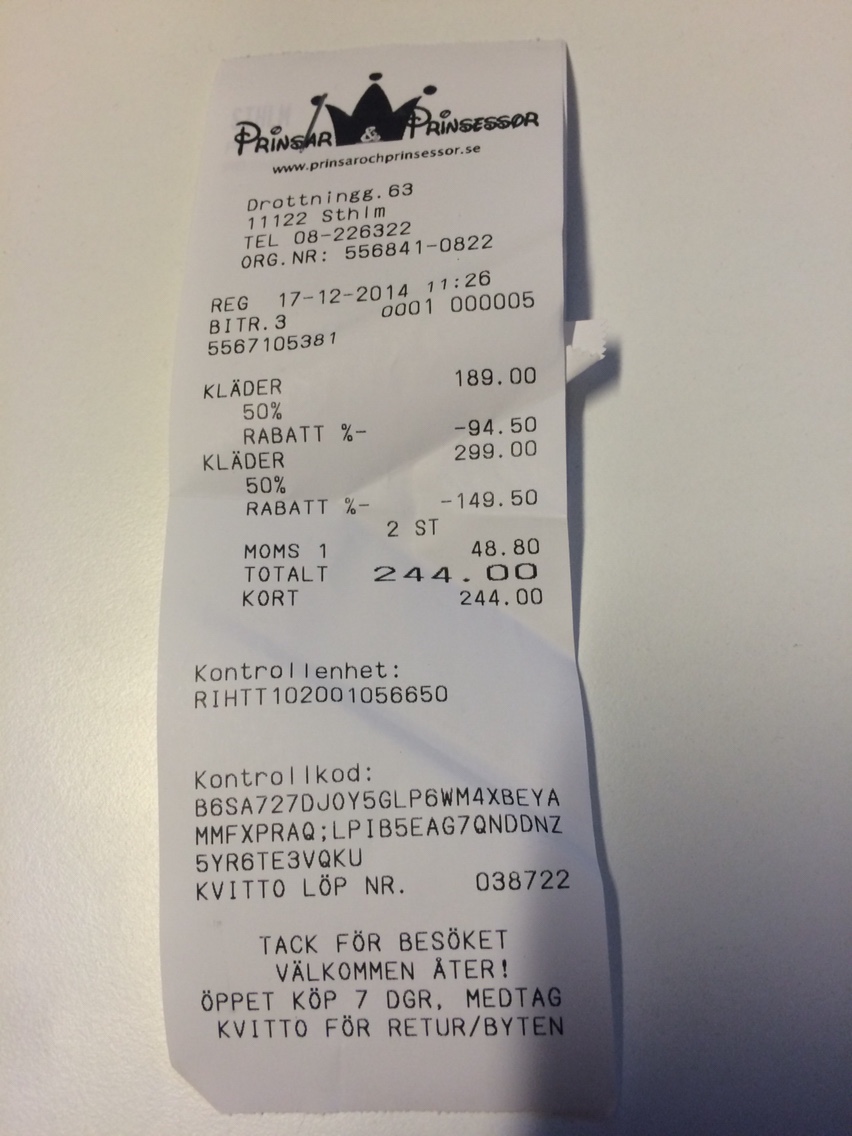 PRINSAR & PRINSESSOR
www.prinsarochprinsessor.se
Drottningg.63
11122 Sthlm
TEL 08-226322
ORG.NR: 556841-0822
REG 17-12-2014 11:26
BITR.3 0001 000005
5567105381
KLÄDER 189.00
50%
RABATT %- -94.50
KLÄDER 299.00
50%
RABATT %- -149.50
2 ST
MOMS 1 48.80
TOTALT 244.00
KORT 244.00
Kontrollenhet:
RIHTT102001056650
Kontrollkod:
B6SA727DJOY5GLP6WM4XBEYA
MMFXPRAQ;LPIB5EAG7QNDDNZ
5YR6TE3VQKU
KVITTO LÖP NR. 038722
TACK FÖR BESÖKET
VÄLKOMMEN ÅTER!
ÖPPET KÖP 7 DGR, MEDTAG
KVITTO FÖR RETUR/BYTEN